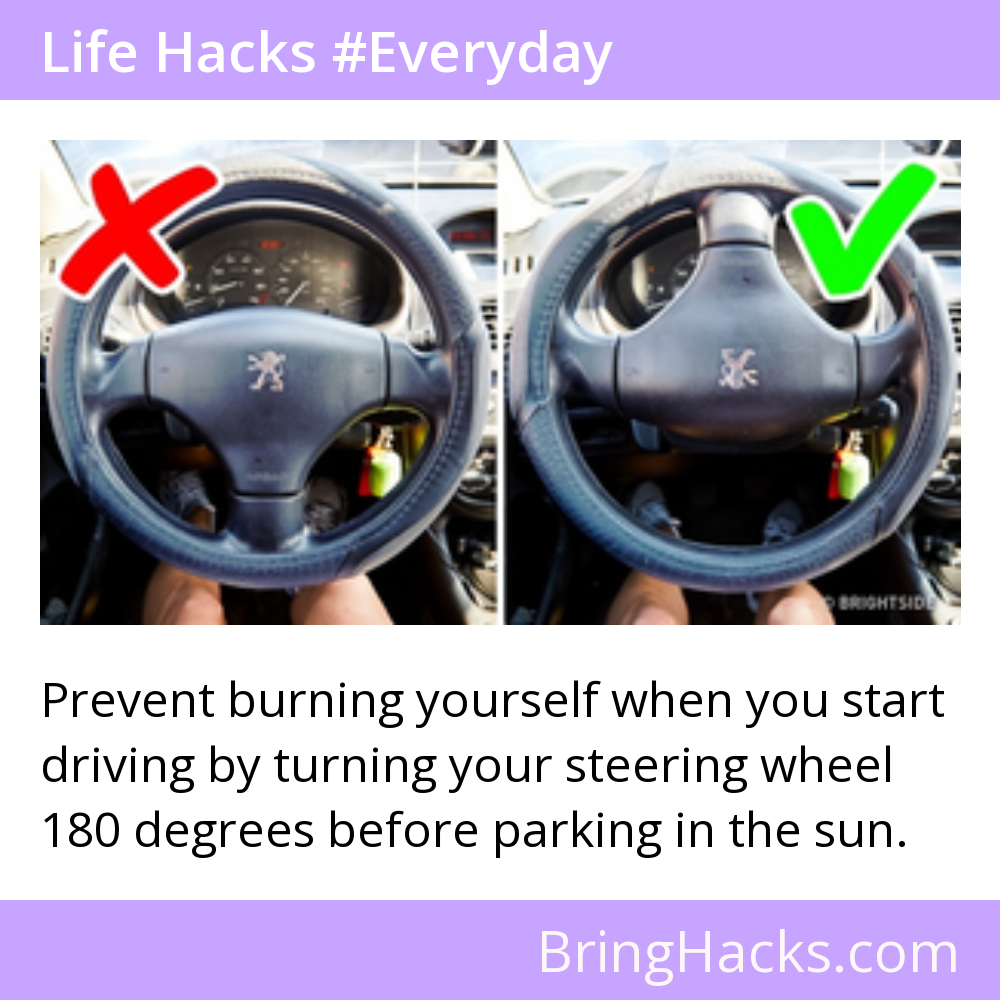 Life Hacks #Everyday
© BRIGHTSIDE
Prevent burning yourself when you start
driving by turning your steering wheel
180 degrees before parking in the sun.
BringHacks.com